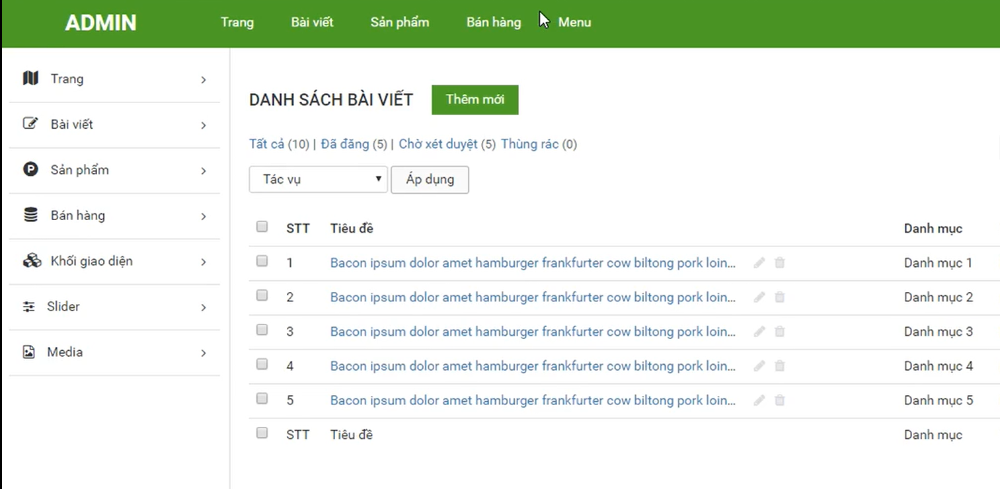 ADMIN Trang Bài viết Sản phẩm Bán hàng Menu
Trang
Bài viết
Sản phẩm
Bán hàng
Khối giao diện
Slider
Media
DANH SÁCH BÀI VIẾT Thêm mới
Tất cả (10) | Đã đăng (5) | Chờ xét duyệt (5) Thùng rác (0)
Tác vụ Áp dụng
STT Tiêu đề Danh mục
1 Bacon ipsum dolor amet hamburger frankfurter cow biltong pork loin... Danh mục 1
2 Bacon ipsum dolor amet hamburger frankfurter cow biltong pork loin... Danh mục 2
3 Bacon ipsum dolor amet hamburger frankfurter cow biltong pork loin... Danh mục 3
4 Bacon ipsum dolor amet hamburger frankfurter cow biltong pork loin... Danh mục 4
5 Bacon ipsum dolor amet hamburger frankfurter cow biltong pork loin... Danh mục 5
STT Tiêu đề Danh mục